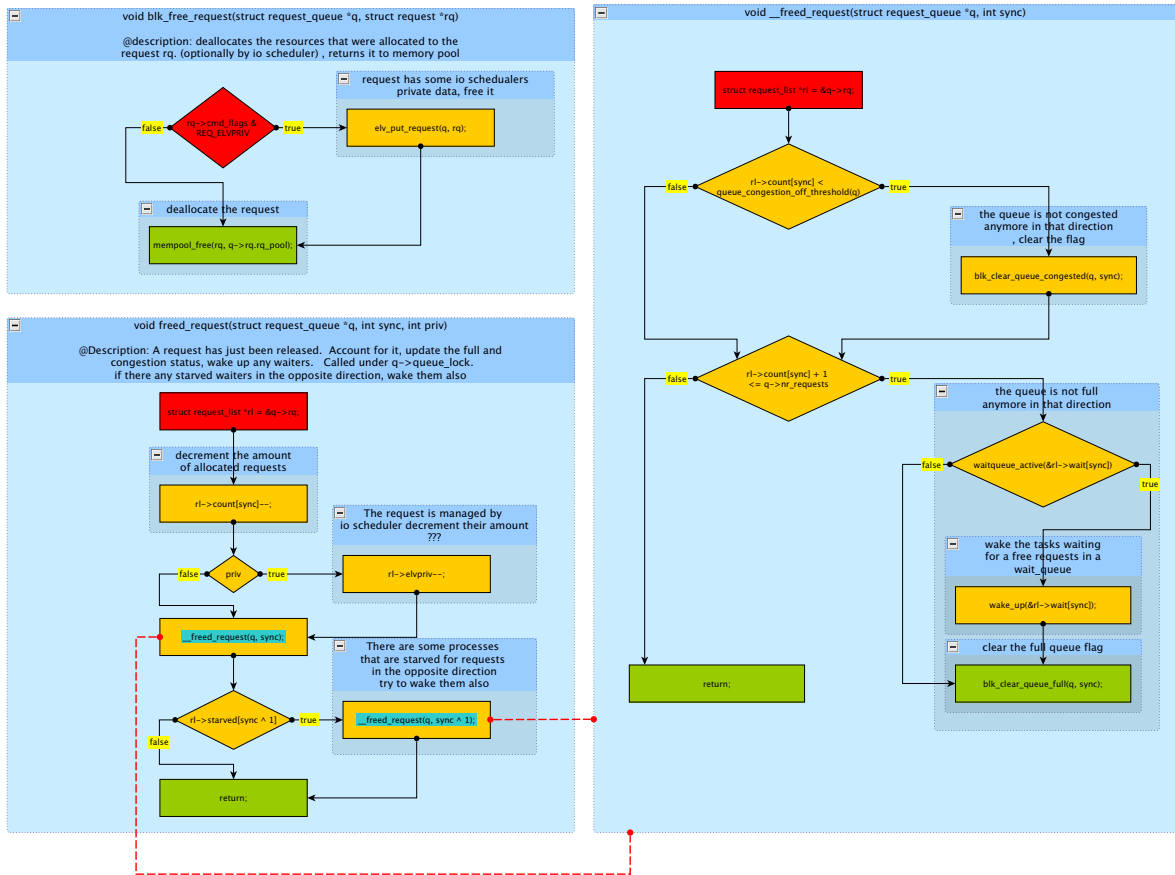 void blk_free_request(struct request_queue *q, struct request *rq)
@description: deallocates the resources that were allocated to the
request rq. (optionally by io scheduler) , returns it to memory pool
request has some io schedualers
private data, free it
rq->cmd_flags &
REQ_ELVPRIV
false
true
elv_put_request(q, rq);
deallocate the request
mempool_free(rq, q->rq.rq_pool);
void freed_request(struct request_queue *q, int sync, int priv)
@Description: A request has just been released.  Account for it, update the full and
congestion status, wake up any waiters.   Called under q->queue_lock.
if there any starved waiters in the opposite direction, wake them also
struct request_list *rl = &q->rq;
decrement the amount
of allocated requests
rl->count[sync]--;
The request is managed by
io scheduler decrement their amount
???
priv
false
true
rl->elvpriv--;
__freed_request(q, sync);
There are some processes
that are starved for requests
in the opposite direction
try to wake them also
rl->starved[sync ^ 1]
true
false
__freed_request(q, sync ^ 1);
return;
void __freed_request(struct request_queue *q, int sync)
struct request_list *rl = &q->rq;
rl->count[sync] <
queue_congestion_off_threshold(q)
false
true
the queue is not congested
anymore in that direction
, clear the flag
blk_clear_queue_congested(q, sync);
rl->count[sync] + 1
<= q->nr_requests
false
true
the queue is not full
anymore in that direction
waitqueue_active(&rl->wait[sync])
false
true
wake the tasks waiting
for a free requests in a
wait_queue
wake_up(&rl->wait[sync]);
clear the full queue flag
blk_clear_queue_full(q, sync);
return;